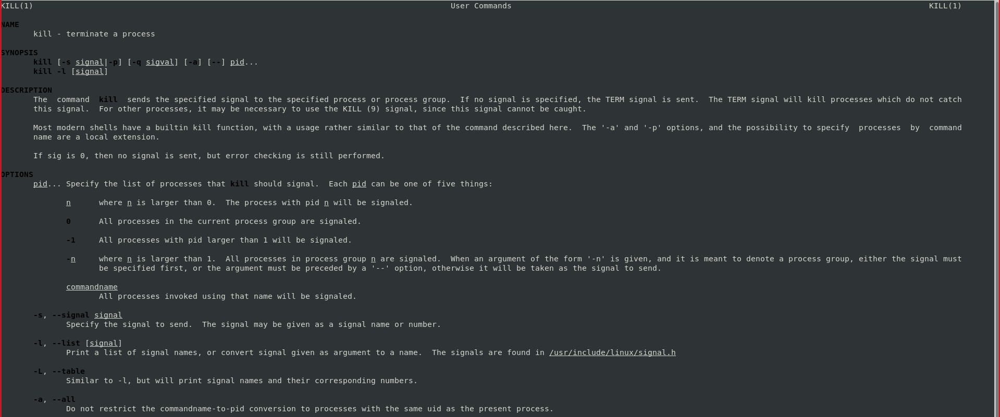 KILL(1) User Commands KILL(1)
NAME
kill - terminate a process
SYNOPSIS
kill [-s signal|-p] [-q sigval] [-a] [--] pid...
kill -l [signal]
DESCRIPTION
The command kill sends the specified signal to the specified process or process group. If no signal is specified, the TERM signal is sent. The TERM signal will kill processes which do not catch
this signal. For other processes, it may be necessary to use the KILL (9) signal, since this signal cannot be caught.
Most modern shells have a builtin kill function, with a usage rather similar to that of the command described here. The '-a' and '-p' options, and the possibility to specify processes by command
name are a local extension.
If sig is 0, then no signal is sent, but error checking is still performed.
OPTIONS
pid... Specify the list of processes that kill should signal. Each pid can be one of five things:
n where n is larger than 0. The process with pid n will be signaled.
0 All processes in the current process group are signaled.
-1 All processes with pid larger than 1 will be signaled.
-n where n is larger than 1. All processes in process group n are signaled. When an argument of the form '-n' is given, and it is meant to denote a process group, either the signal must
be specified first, or the argument must be preceded by a '--' option, otherwise it will be taken as the signal to send.
commandname
All processes invoked using that name will be signaled.
-s, --signal signal
Specify the signal to send. The signal may be given as a signal name or number.
-l, --list [signal]
Print a list of signal names, or convert signal given as argument to a name. The signals are found in /usr/include/linux/signal.h
-L, --table
Similar to -l, but will print signal names and their corresponding numbers.
-a, --all
Do not restrict the commandname-to-pid conversion to processes with the same uid as the present process.